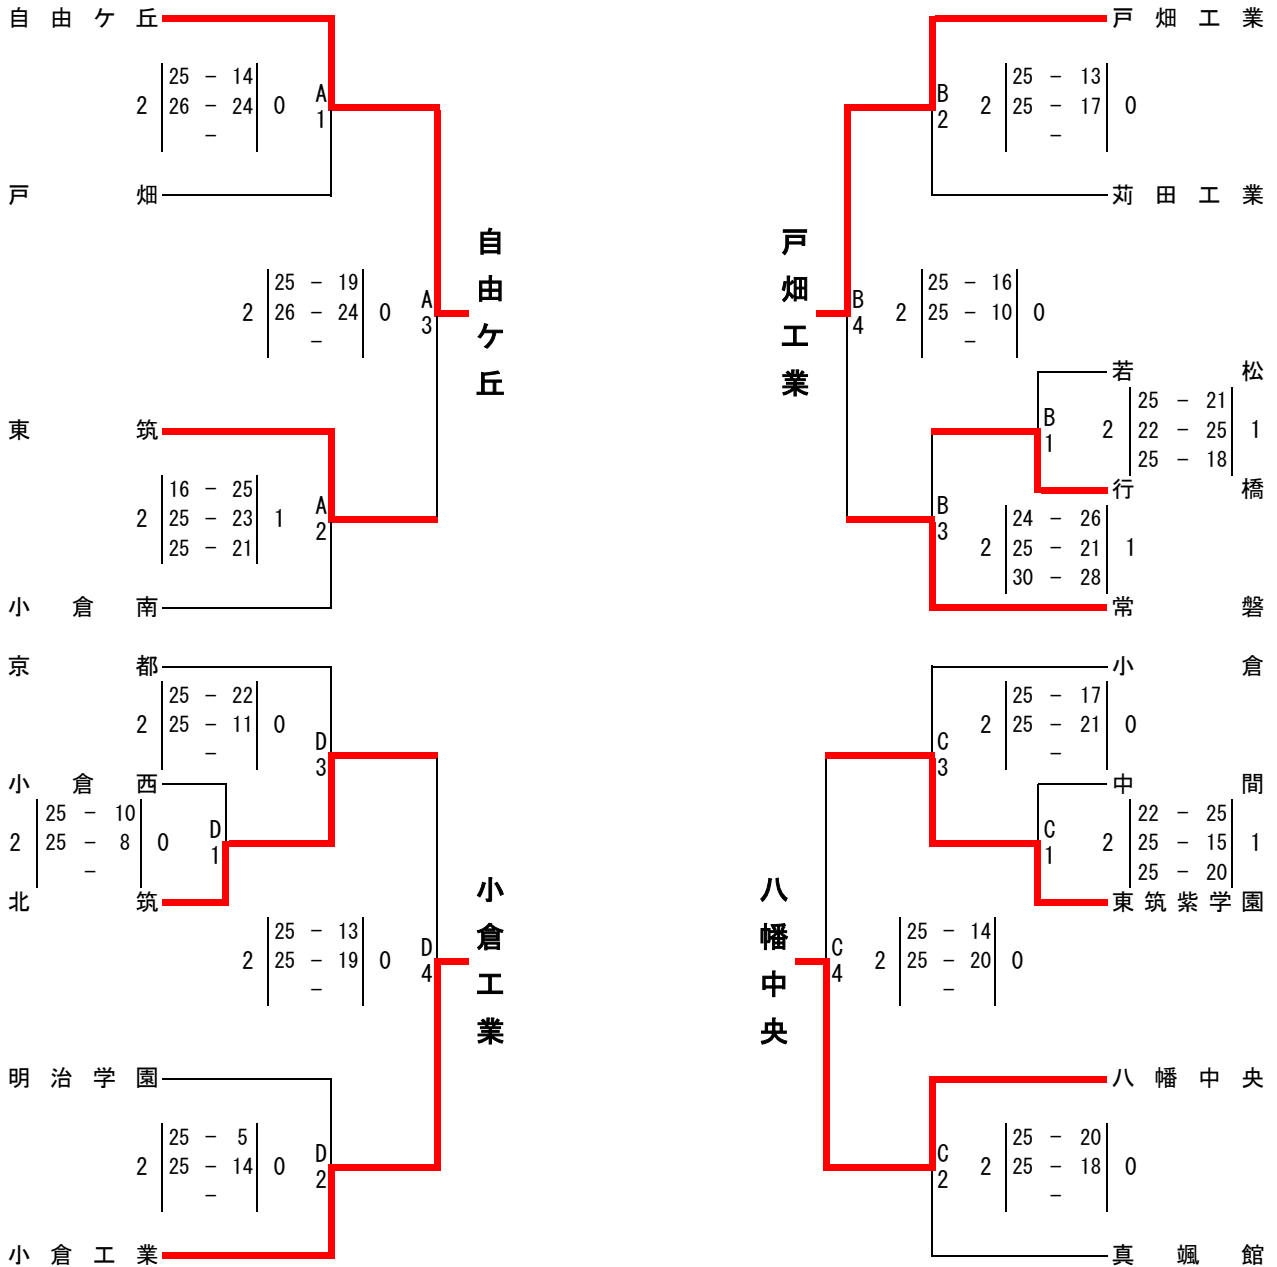 自由ケ丘
25 － 14
2 26 － 24 0
－
A
1
戸畑
25 － 19
2 26 － 24 0
－
A
3
自由ケ丘
東筑
16 － 25
2 25 － 23 1
25 － 21
A
2
小倉南
京都
25 － 22
2 25 － 11 0
－
D
3
小倉西
25 － 10
2 25 － 8 0
－
D
1
北筑
25 － 13
2 25 － 19 0
－
D
4
小倉工業
明治学園
25 － 5
2 25 － 14 0
－
D
2
小倉工業
戸畑工業
B
2
25 － 13
2 25 － 17 0
－
苅田工業
戸畑工業
B
4
25 － 16
2 25 － 10 0
－
若松
B
1
25 － 21
2 22 － 25 1
25 － 18
行橋
B
3
24 － 26
2 25 － 21 1
30 － 28
常磐
小倉
25 － 17
2 25 － 21 0
－
C
3
中間
C
1
22 － 25
2 25 － 15 1
25 － 20
東筑紫学園
八幡中央
C
4
25 － 14
2 25 － 20 0
－
八幡中央
C
2
25 － 20
2 25 － 18 0
－
真颯館